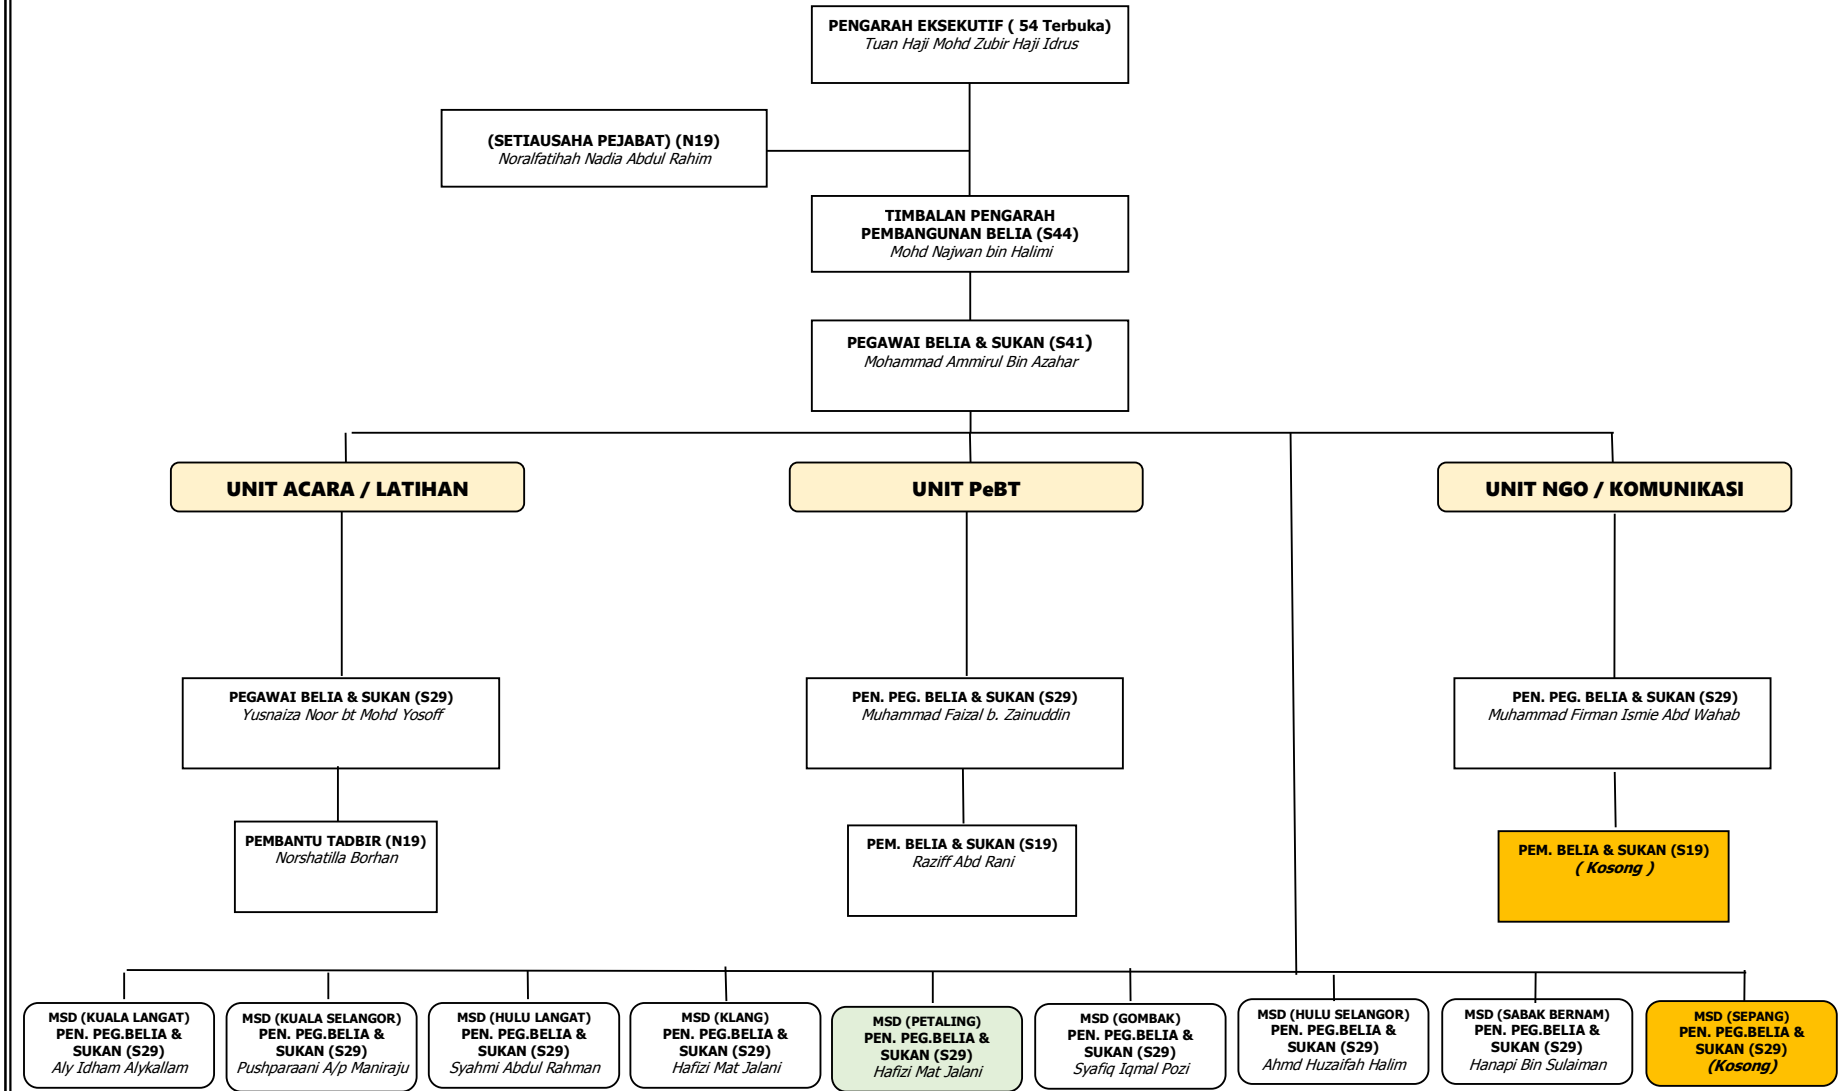 PENGARAH EKSEKUTIF ( 54 Terbuka)
Tuan Haji Mohd Zubir Haji Idrus
(SETIAUSAHA PEJABAT) (N19)
Noralfatihah Nadia Abdul Rahim
TIMBALAN PENGARAH
PEMBANGUNAN BELIA (S44)
Mohd Najwan bin Halimi
PEGAWAI BELIA & SUKAN (S41)
Mohammad Ammirul Bin Azahar
UNIT ACARA / LATIHAN
UNIT PeBT
UNIT NGO / KOMUNIKASI
PEGAWAI BELIA & SUKAN (S29)
Yusnaiza Noor bt Mohd Yosoff
PEN. PEG. BELIA & SUKAN (S29)
Muhammad Faizal b. Zainuddin
PEN. PEG. BELIA & SUKAN (S29)
Muhammad Firman Ismie Abd Wahab
PEMBANTU TADBIR (N19)
Norshatilla Borhan
PEM. BELIA & SUKAN (S19)
Raziff Abd Rani
PEM. BELIA & SUKAN (S19)
( Kosong )
MSD (KUALA LANGAT)
PEN. PEG.BELIA &
SUKAN (S29)
Aly Idham Alykallam
MSD (KUALA SELANGOR)
PEN. PEG.BELIA &
SUKAN (S29)
Pushparaani A/p Maniraju
MSD (HULU LANGAT)
PEN. PEG.BELIA &
SUKAN (S29)
Syahmi Abdul Rahman
MSD (KLANG)
PEN. PEG.BELIA &
SUKAN (S29)
Hafizi Mat Jalani
MSD (PETALING)
PEN. PEG.BELIA &
SUKAN (S29)
Hafizi Mat Jalani
MSD (GOMBAK)
PEN. PEG.BELIA &
SUKAN (S29)
Syafiq Iqmal Pozi
MSD (HULU SELANGOR)
PEN. PEG.BELIA &
SUKAN (S29)
Ahmd Huzaifah Halim
MSD (SABAK BERNAM)
PEN. PEG.BELIA &
SUKAN (S29)
Hanapi Bin Sulaiman
MSD (SEPANG)
PEN. PEG.BELIA &
SUKAN (S29)
(Kosong)